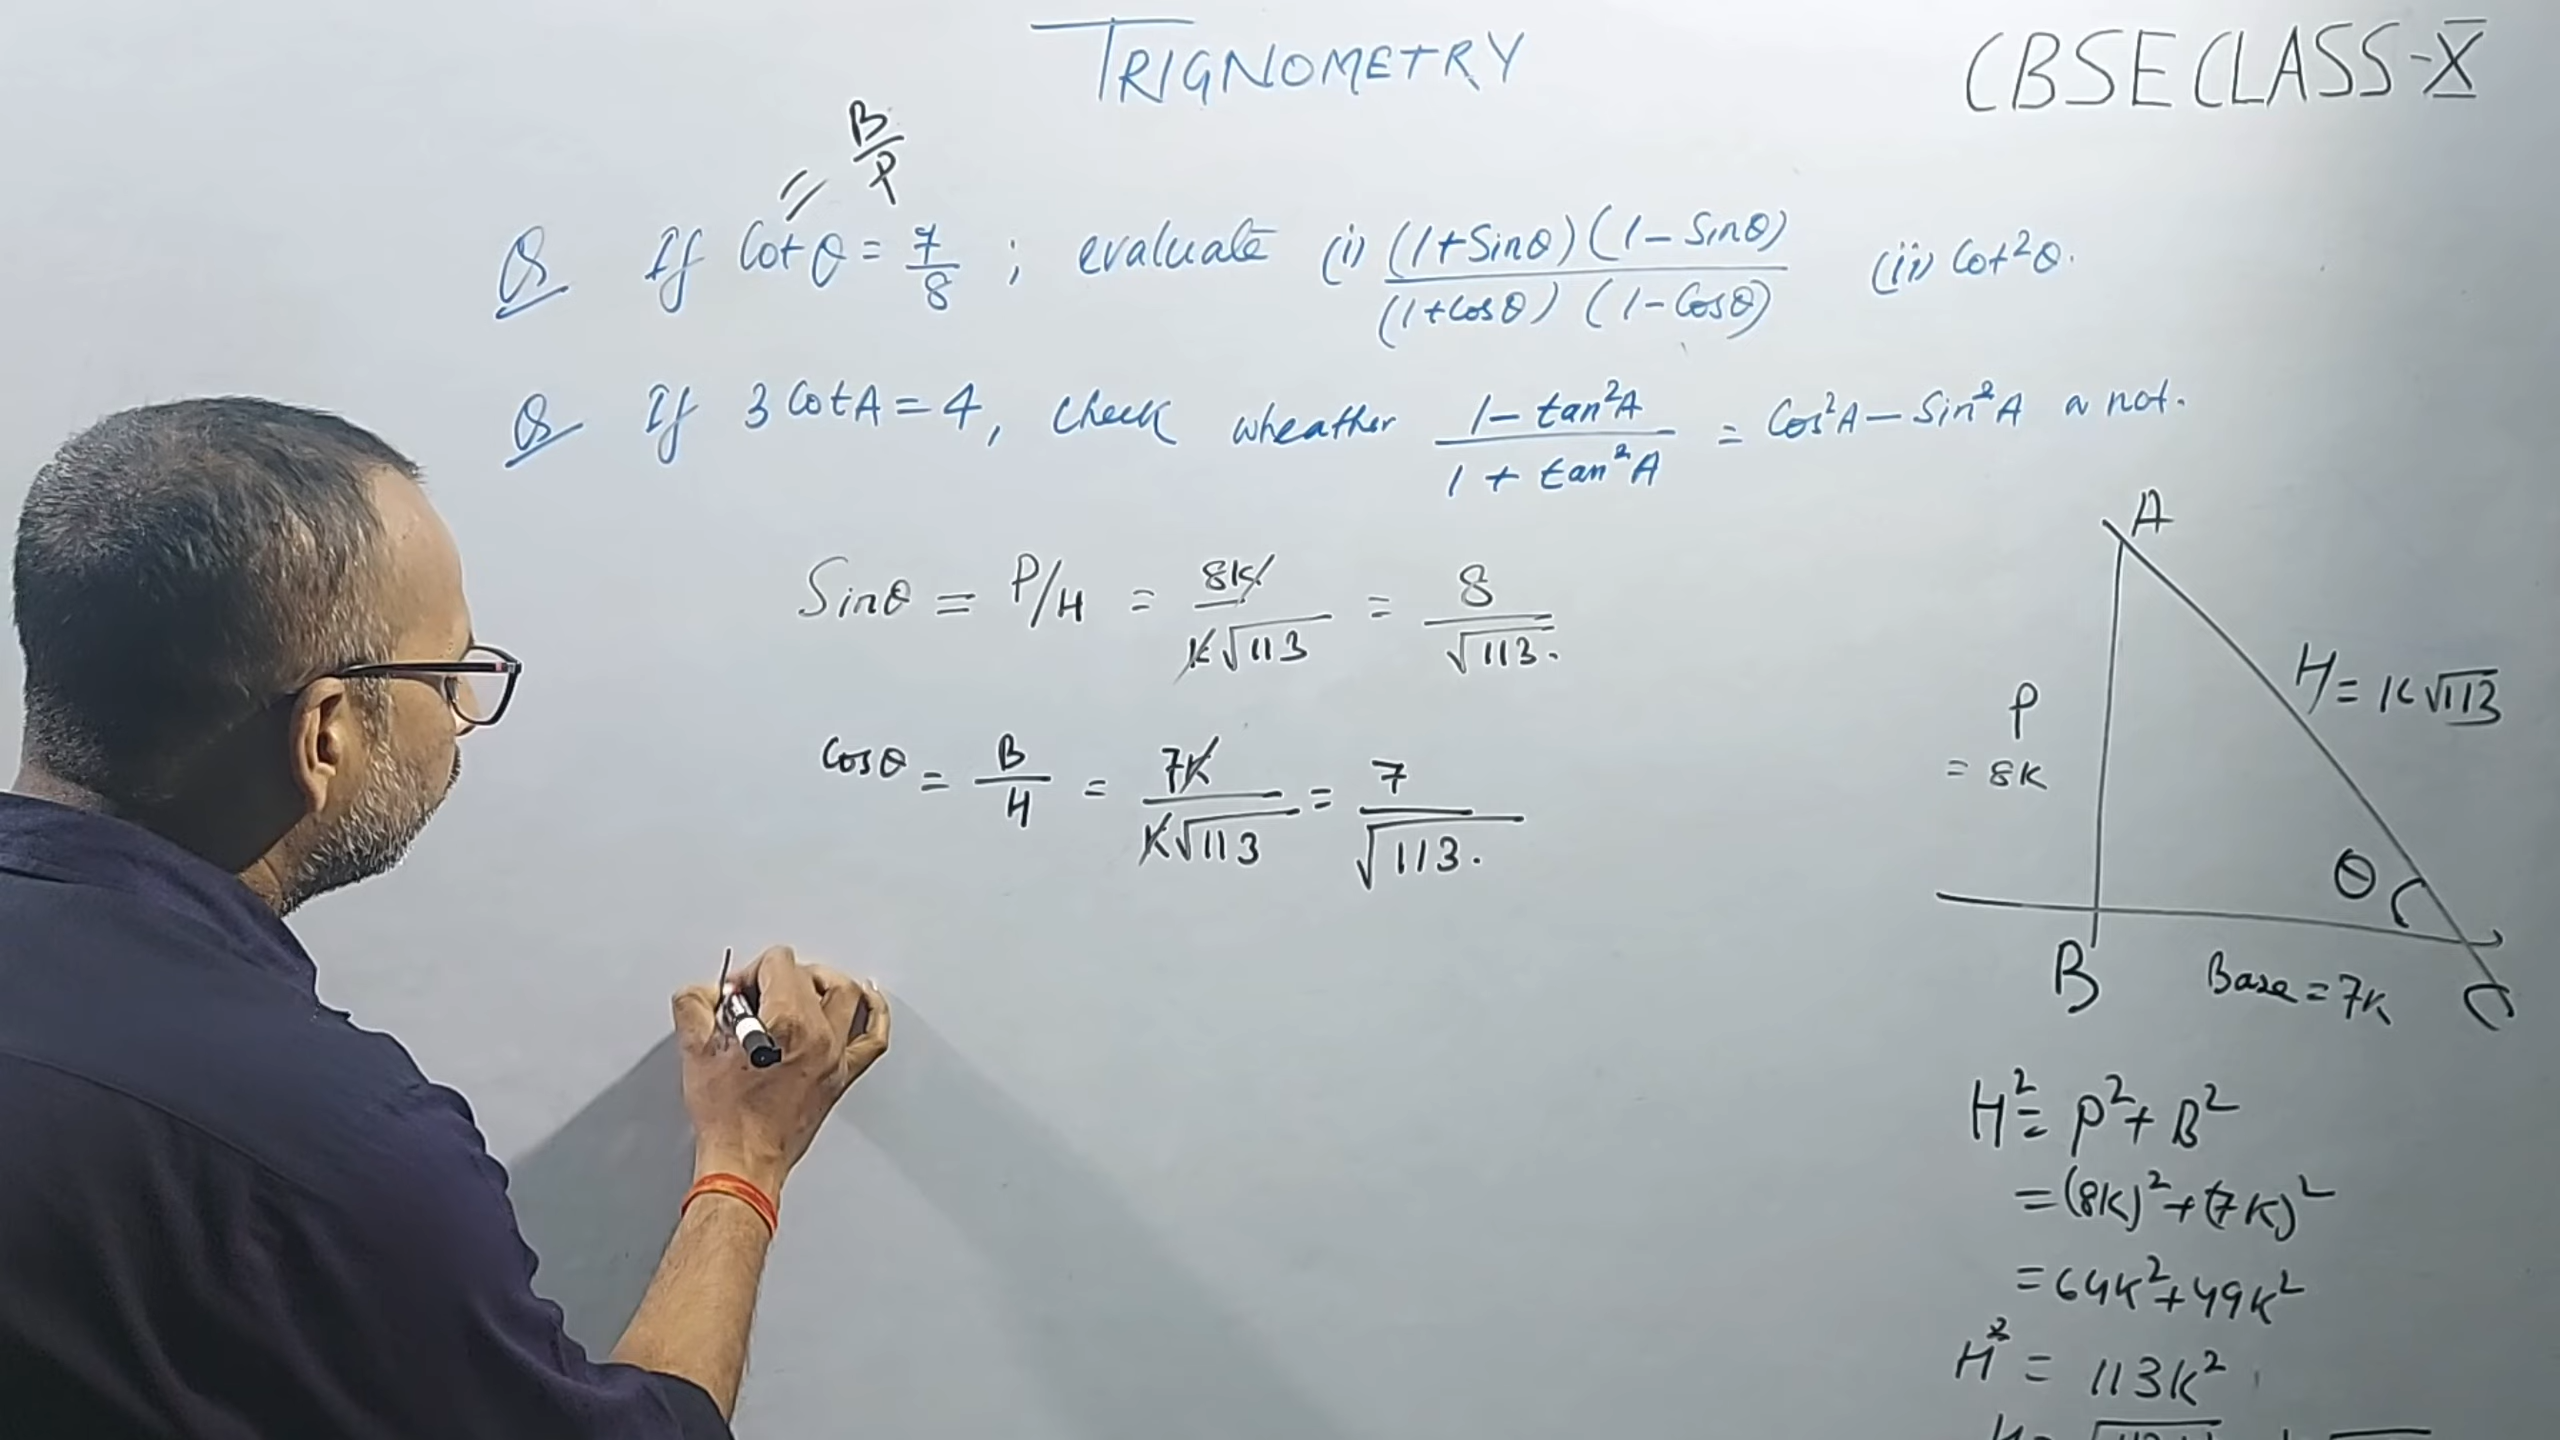 TRIGNOMETRY
CBSE CLASS-X
= B/P
Q If Cot θ = 7/8 ; evaluate (i) (1+Sinθ)(1-Sinθ)/(1+Cosθ)(1-Cosθ) (ii) Cot²θ.
Q If 3 Cot A = 4, Check wheather 1-tan²A/1+tan²A = Cos²A - Sin²A or not.
Sinθ = P/H = 8K/K√113 = 8/√113.
Cosθ = B/H = 7K/K√113 = 7/√113.
A
P = 8K
H = K√113
θ
B
Base = 7K
C
H² = P² + B²
= (8K)² + (7K)²
= 64K² + 49K²
H² = 113K²